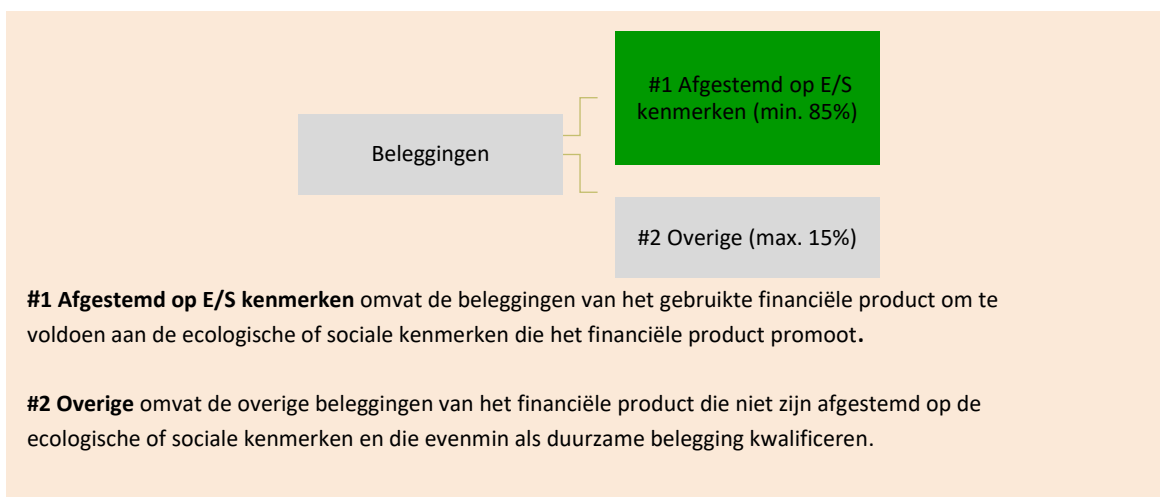 #1 Afgestemd op E/S
kenmerken (min. 85%)
Beleggingen
#2 Overige (max. 15%)
#1 Afgestemd op E/S kenmerken omvat de beleggingen van het gebruikte financiële product om te
voldoen aan de ecologische of sociale kenmerken die het financiële product promoot.
#2 Overige omvat de overige beleggingen van het financiële product die niet zijn afgestemd op de
ecologische of sociale kenmerken en die evenmin als duurzame belegging kwalificeren.